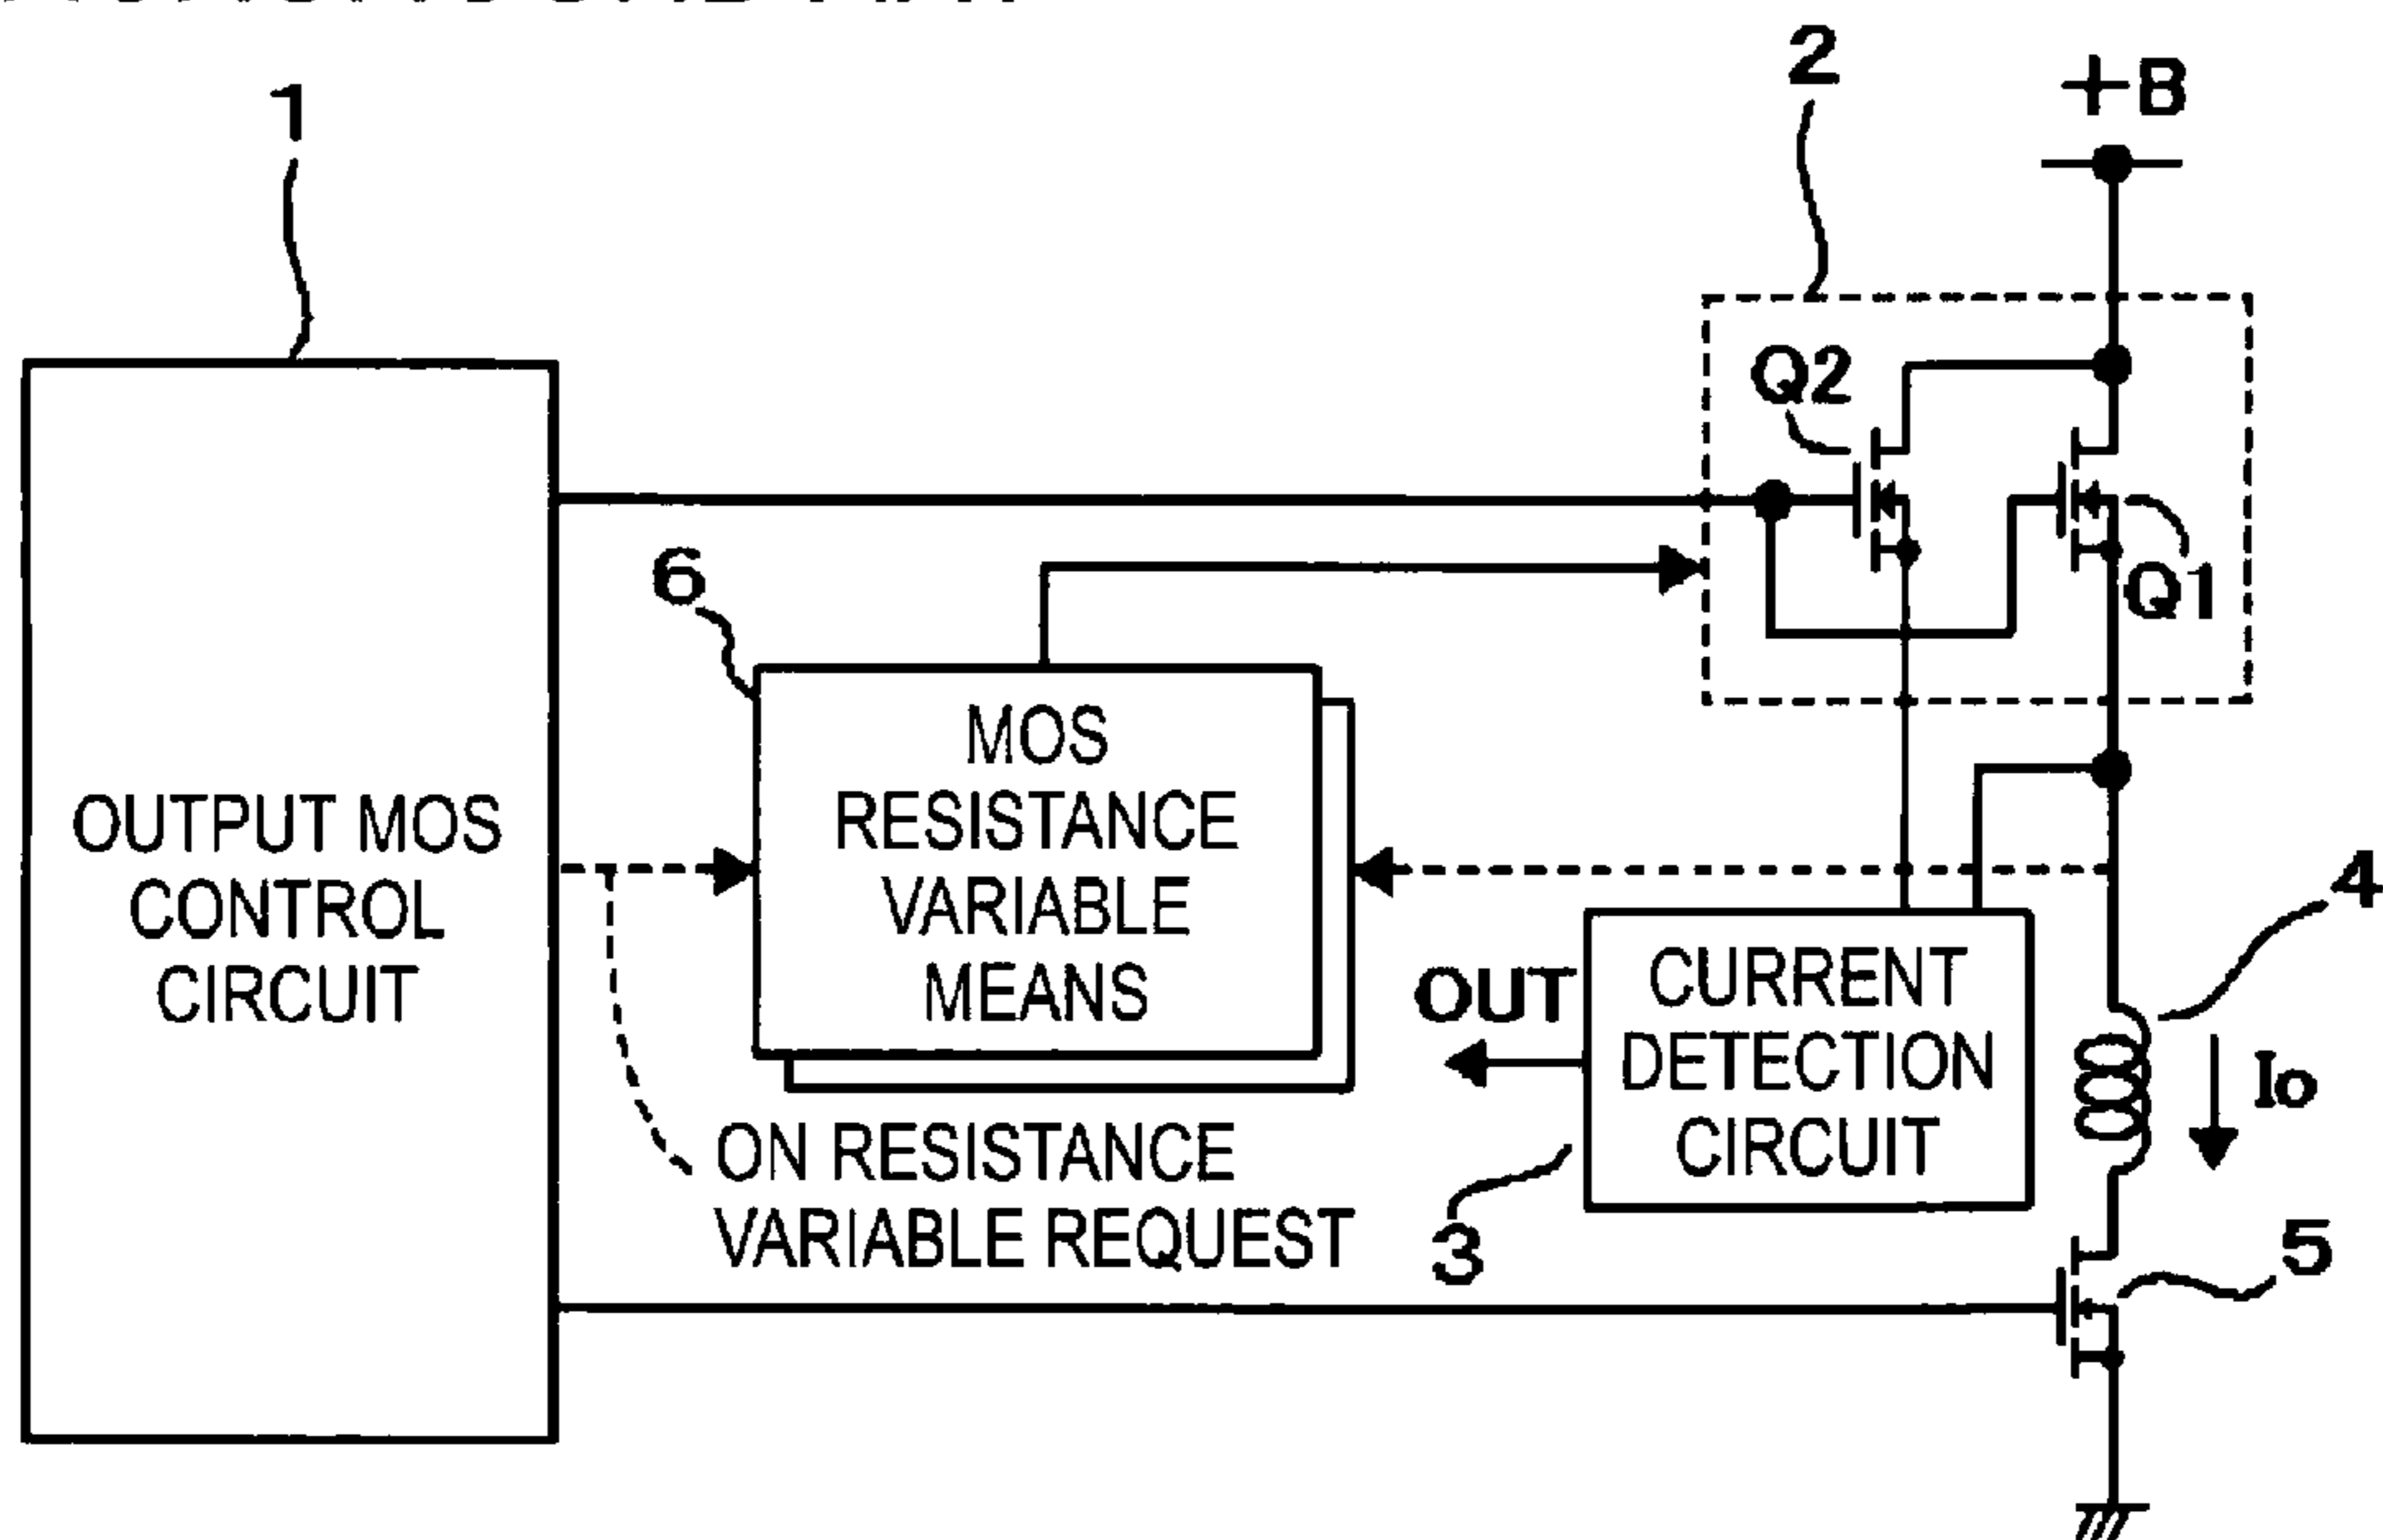 1
2
+B
Q2
Q1
6
MOS
RESISTANCE
VARIABLE
MEANS
OUTPUT MOS
CONTROL
CIRCUIT
4
OUT
CURRENT
DETECTION
CIRCUIT
Io
ON RESISTANCE
VARIABLE REQUEST
3
5